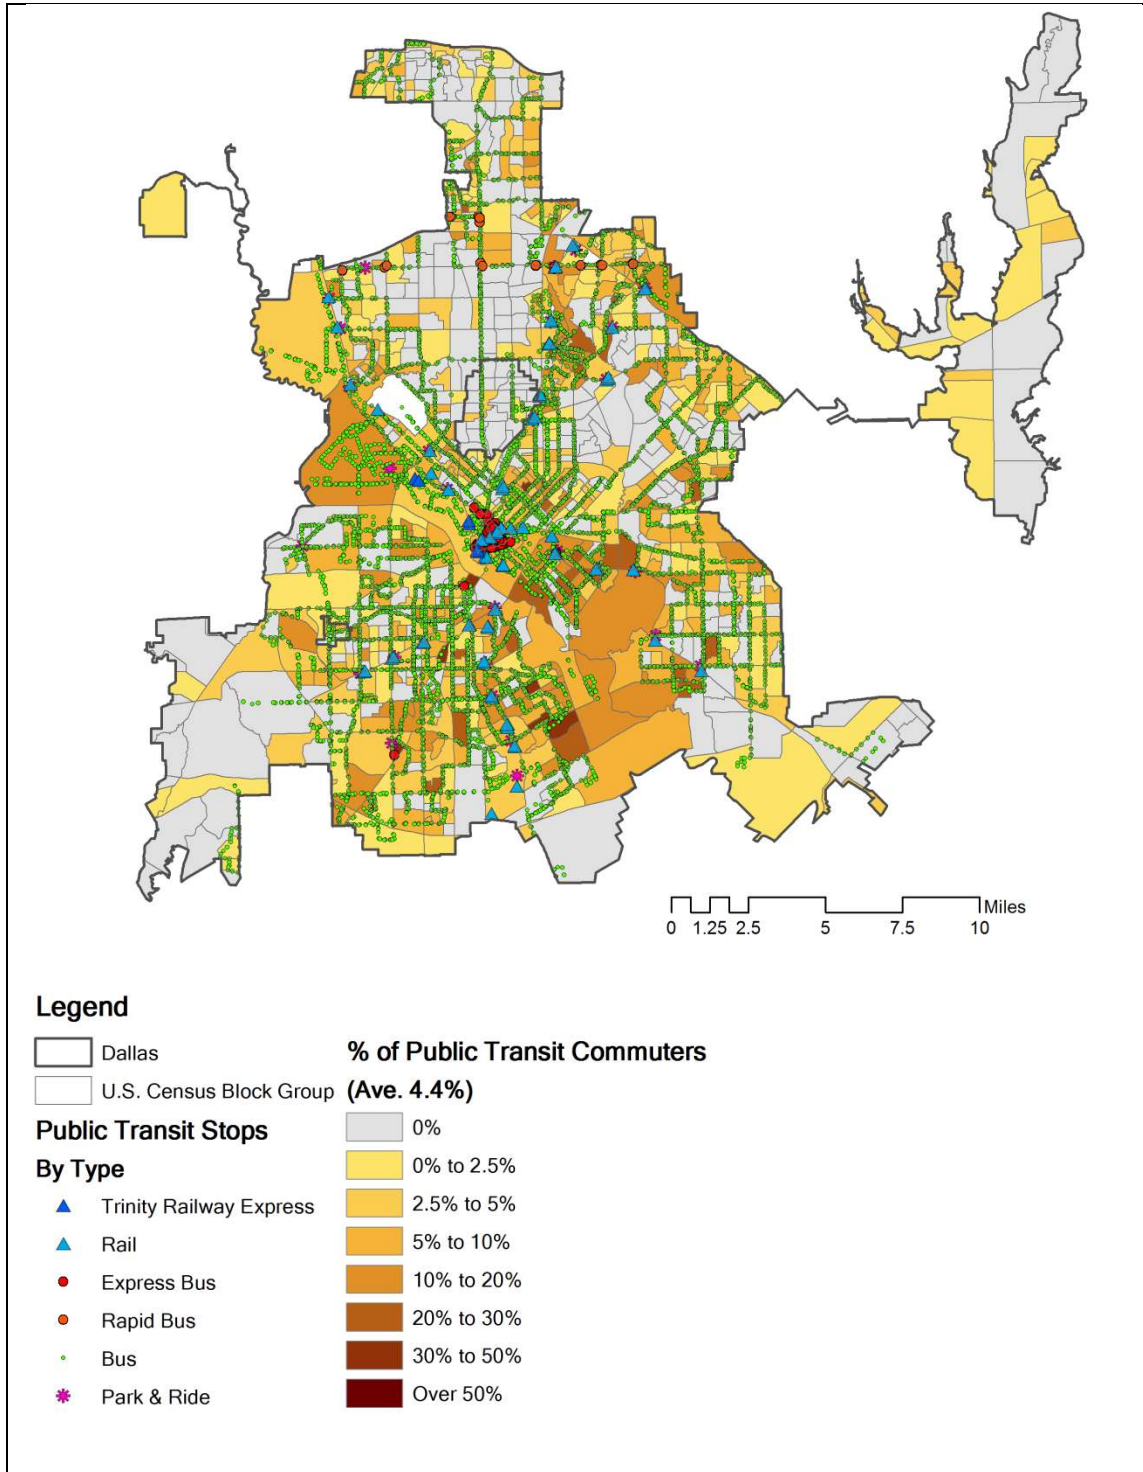 Miles
0 1.25 2.5 5 7.5 10
Legend
Dallas
U.S. Census Block Group
Public Transit Stops
By Type
Trinity Railway Express
Rail
Express Bus
Rapid Bus
Bus
Park & Ride
% of Public Transit Commuters
(Ave. 4.4%)
0%
0% to 2.5%
2.5% to 5%
5% to 10%
10% to 20%
20% to 30%
30% to 50%
Over 50%